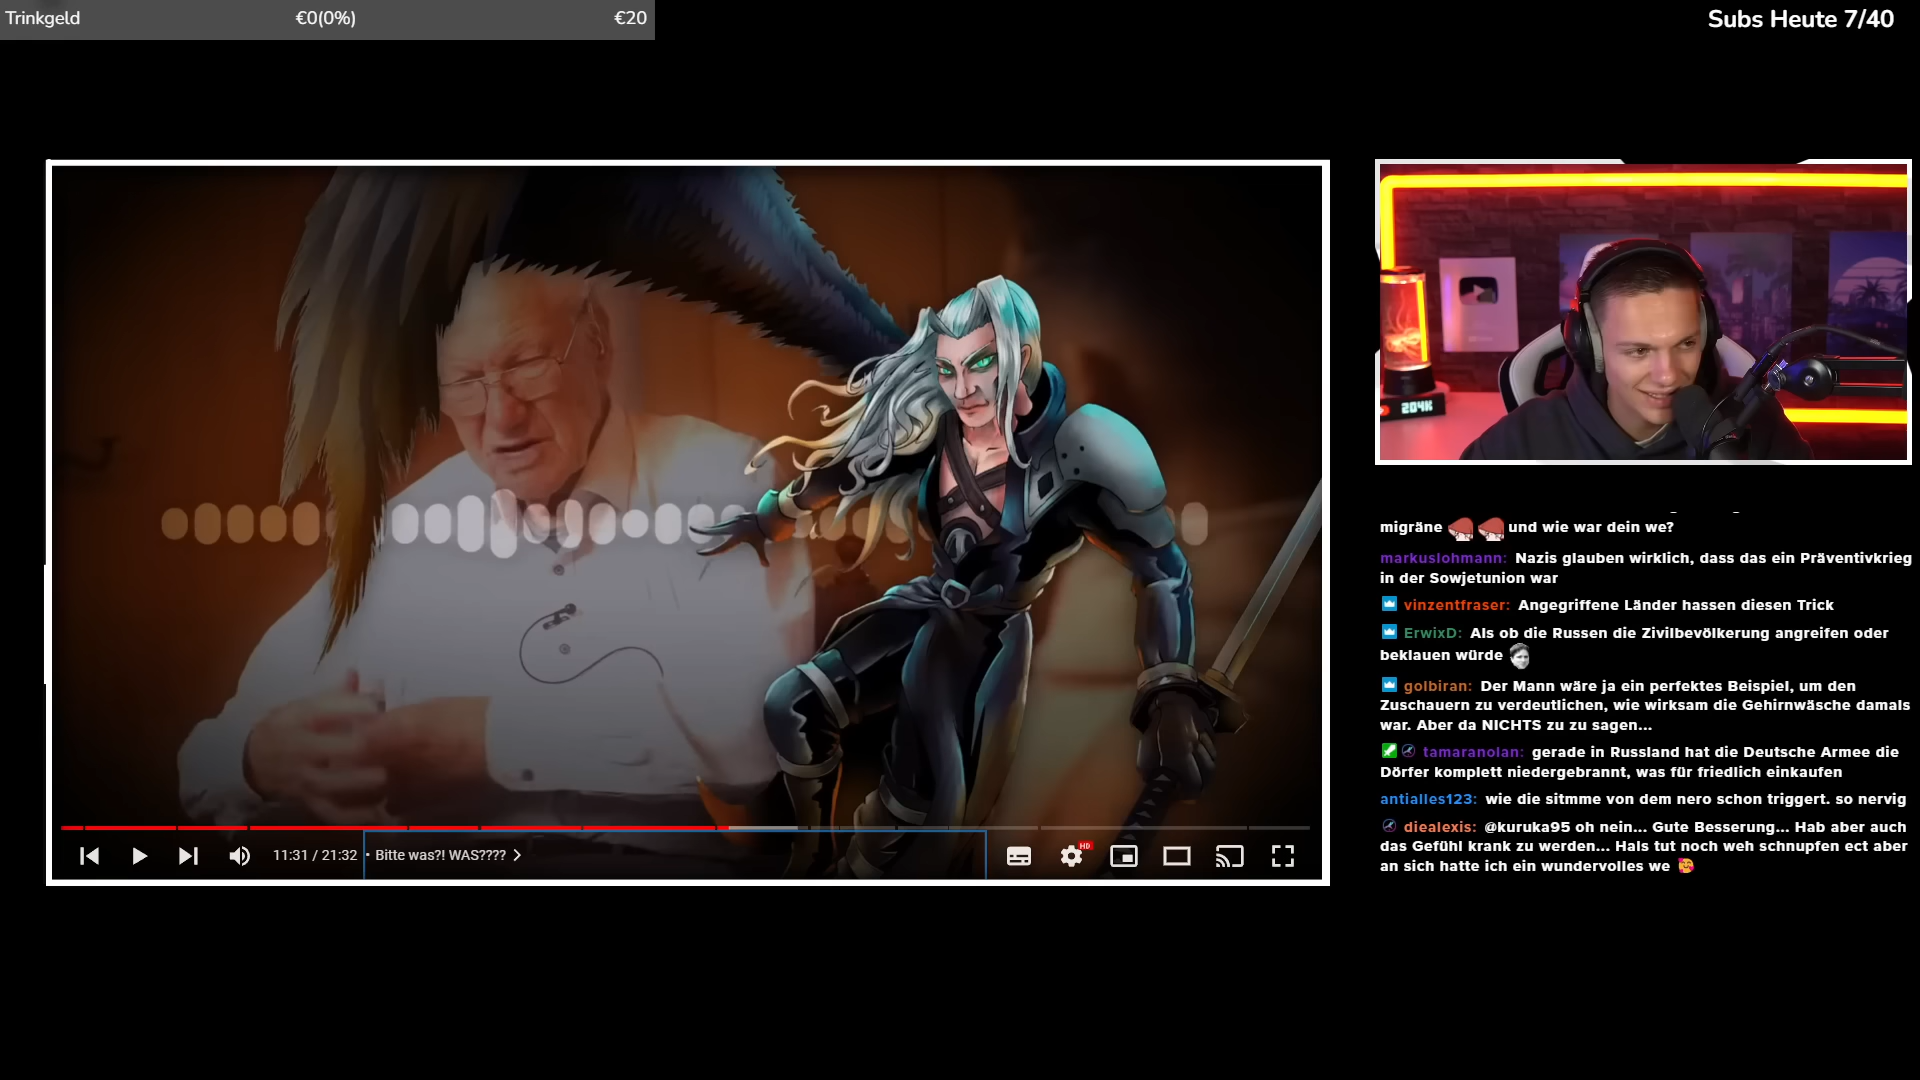 Trinkgeld €0(0%) €20
Subs Heute 7/40
204K
migräne und wie war dein we?
markuslohmann: Nazis glauben wirklich, dass das ein Präventivkrieg
in der Sowjetunion war
vinzentfraser: Angegriffene Länder hassen diesen Trick
ErwixD: Als ob die Russen die Zivilbevölkerung angreifen oder
beklauen würde
golbiran: Der Mann wäre ja ein perfektes Beispiel, um den
Zuschauern zu verdeutlichen, wie wirksam die Gehirnwäsche damals
war. Aber da NICHTS zu zu sagen...
tamaranolan: gerade in Russland hat die Deutsche Armee die
Dörfer komplett niedergebrannt, was für friedlich einkaufen
antialles123: wie die sitmme von dem nero schon triggert. so nervig
diealexis: @kuruka95 oh nein... Gute Besserung... Hab aber auch
das Gefühl krank zu werden... Hals tut noch weh schnupfen ect aber
an sich hatte ich ein wundervolles we 🥰
11:31 / 21:32 • Bitte was?! WAS???? HD